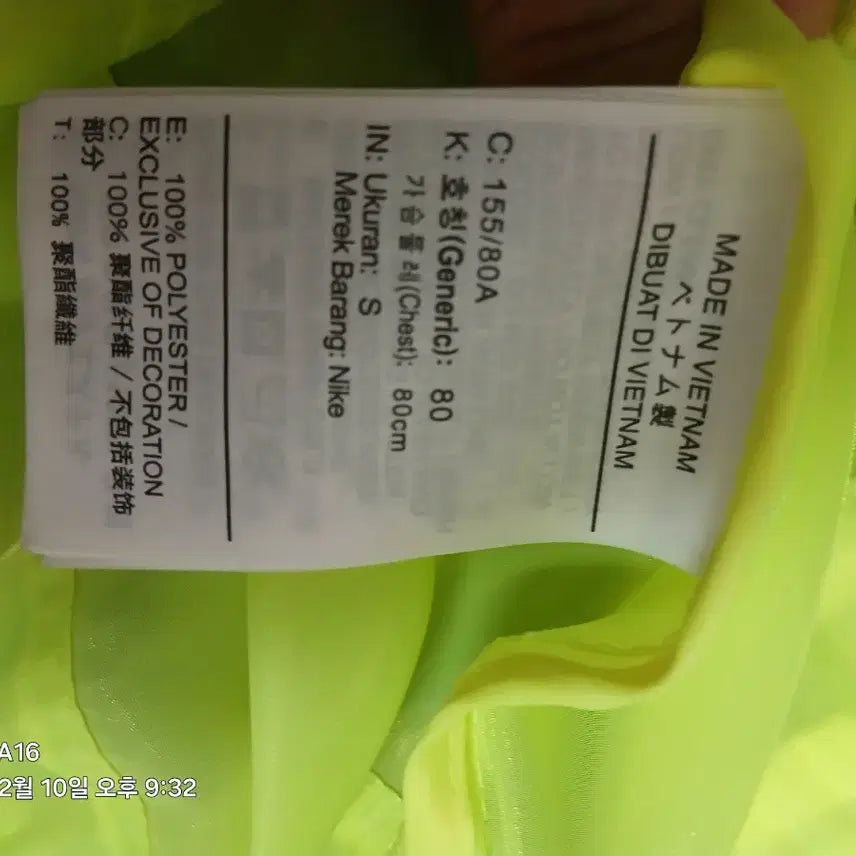 MADE IN VIETNAM
ベトナム製
DIBUAT DI VIETNAM
C: 155/80A
K: 호칭(Generic): 80
가슴둘레(Chest): 80cm
IN: Ukuran: S
Merek Barang: Nike
E: 100% POLYESTER /
EXCLUSIVE OF DECORATION
C: 100% 聚酯纤维 / 不包括装饰
部分
T: 100% 聚酯纖維
A16
2월 10일 오후 9:32